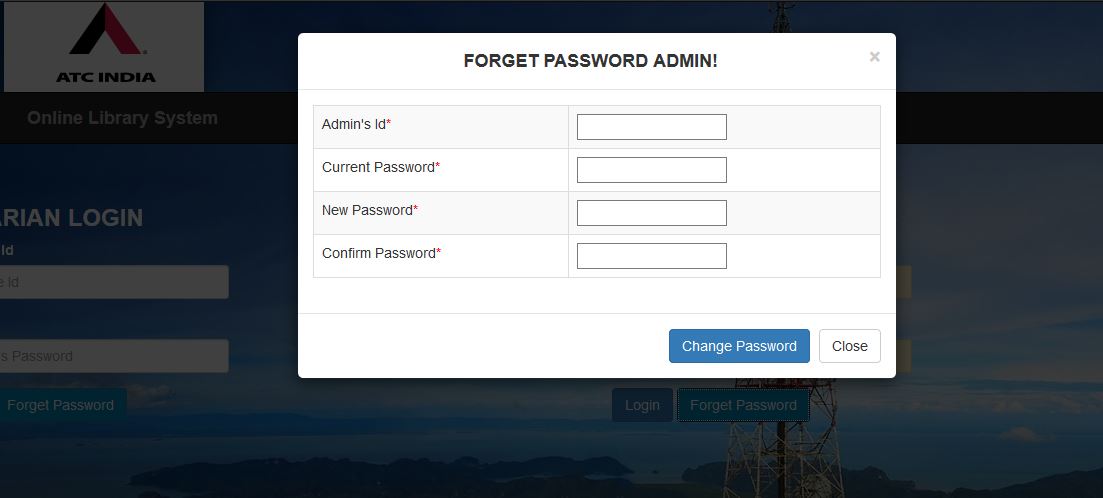 ATC INDIA
FORGET PASSWORD ADMIN!
×
Online Library System
Admin's Id*
Current Password*
New Password*
Confirm Password*
ARIAN LOGIN
Id
e Id
s Password
Change Password
Close
Forget Password
Login
Forget Password